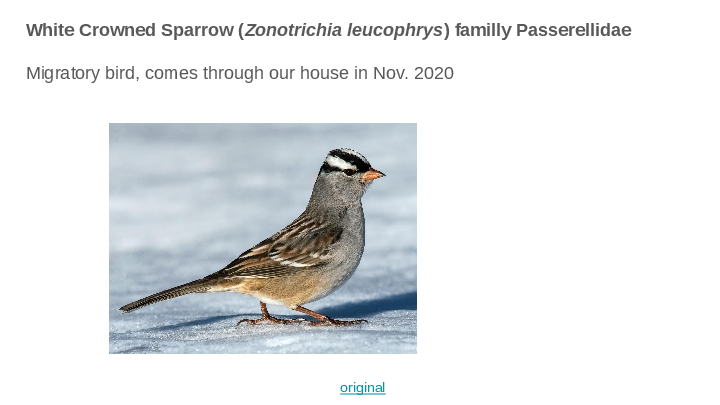 White Crowned Sparrow (Zonotrichia leucophrys) familly Passerellidae
Migratory bird, comes through our house in Nov. 2020
original